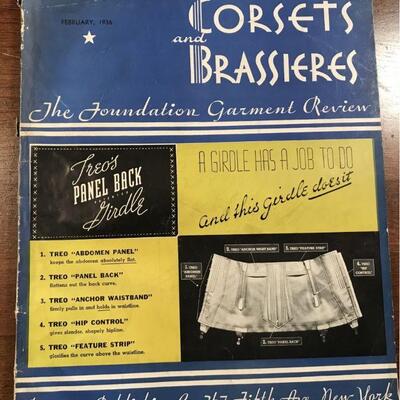 FEBRUARY, 1936
CORSETS
and
BRASSIERES
The Foundation Garment Review
Treo's
PANEL BACK
Girdle
A GIRDLE HAS A JOB TO DO
and this girdle does it
1. TREO "ABDOMEN PANEL"
keeps the abdomen absolutely flat.
2. TREO "PANEL BACK"
flattens out the back curve.
3. TREO "ANCHOR WAISTBAND"
firmly pulls in and holds in waistline.
4. TREO "HIP CONTROL"
gives slender, shapely hipline.
5. TREO "FEATURE STRIP"
glorifies the curve above the waistline.
1. TREO "ABDOMEN PANEL"
3. TREO "ANCHOR WAIST BAND"
5. TREO "FEATURE STRIP"
4. TREO "HIP CONTROL"
2. TREO "PANEL BACK"
Fifth Ave. New York